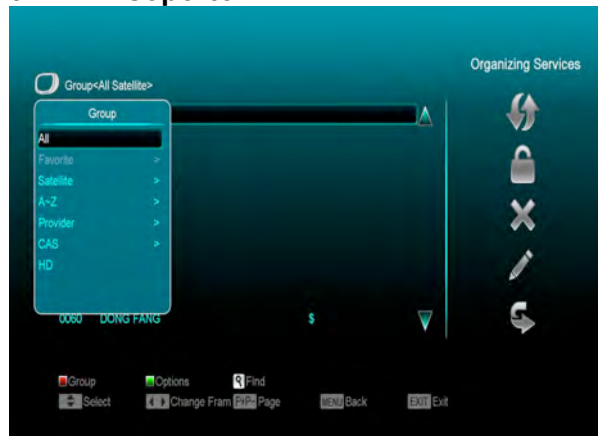 Organizing Services
Group<All Satellite>
Group
All
Favorite >
Satellite >
A~Z >
Provider >
CAS >
HD
0060 DONG FANG $
Group Options Find
Select Change Fram P+P- Page MENU Back EXIT Exit